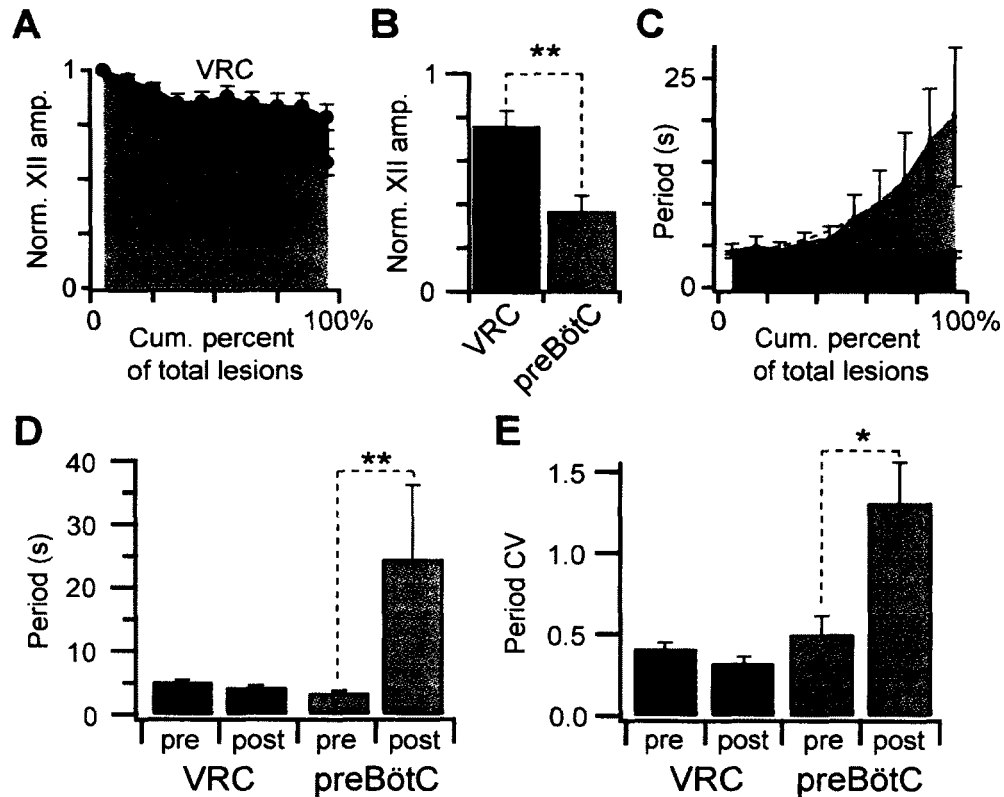 A
Norm. XII amp.
1
0
VRC
0
100%
Cum. percent
of total lesions
B
Norm. XII amp.
1
0
**
VRC
preBötC
C
Period (s)
25
0
0
100%
Cum. percent
of total lesions
D
Period (s)
40
30
20
10
0
**
pre
post
pre
post
VRC
preBötC
E
Period CV
1.5
1.0
0.5
0.0
*
pre
post
pre
post
VRC
preBötC